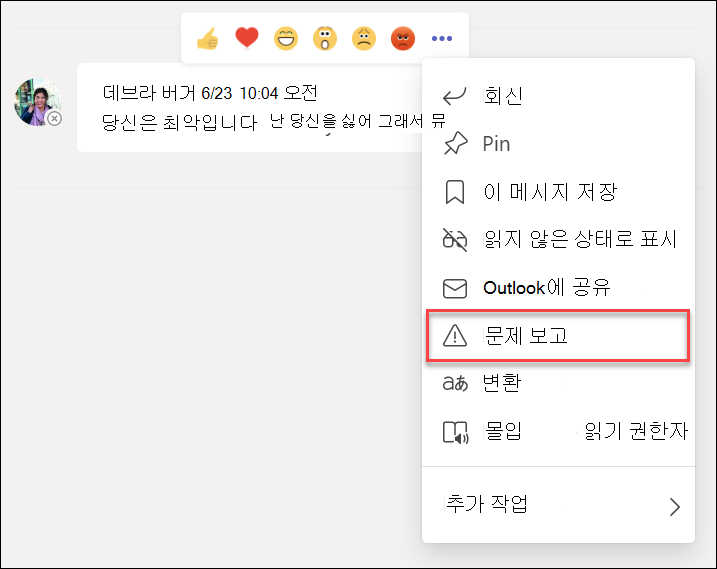 데브라 버거 6/23 10:04 오전
당신은 최악입니다 난 당신을 싫어 그래서 뮤
회신
Pin
이 메시지 저장
읽지 않은 상태로 표시
Outlook에 공유
문제 보고
aあ 변환
몰입 읽기 권한자
추가 작업